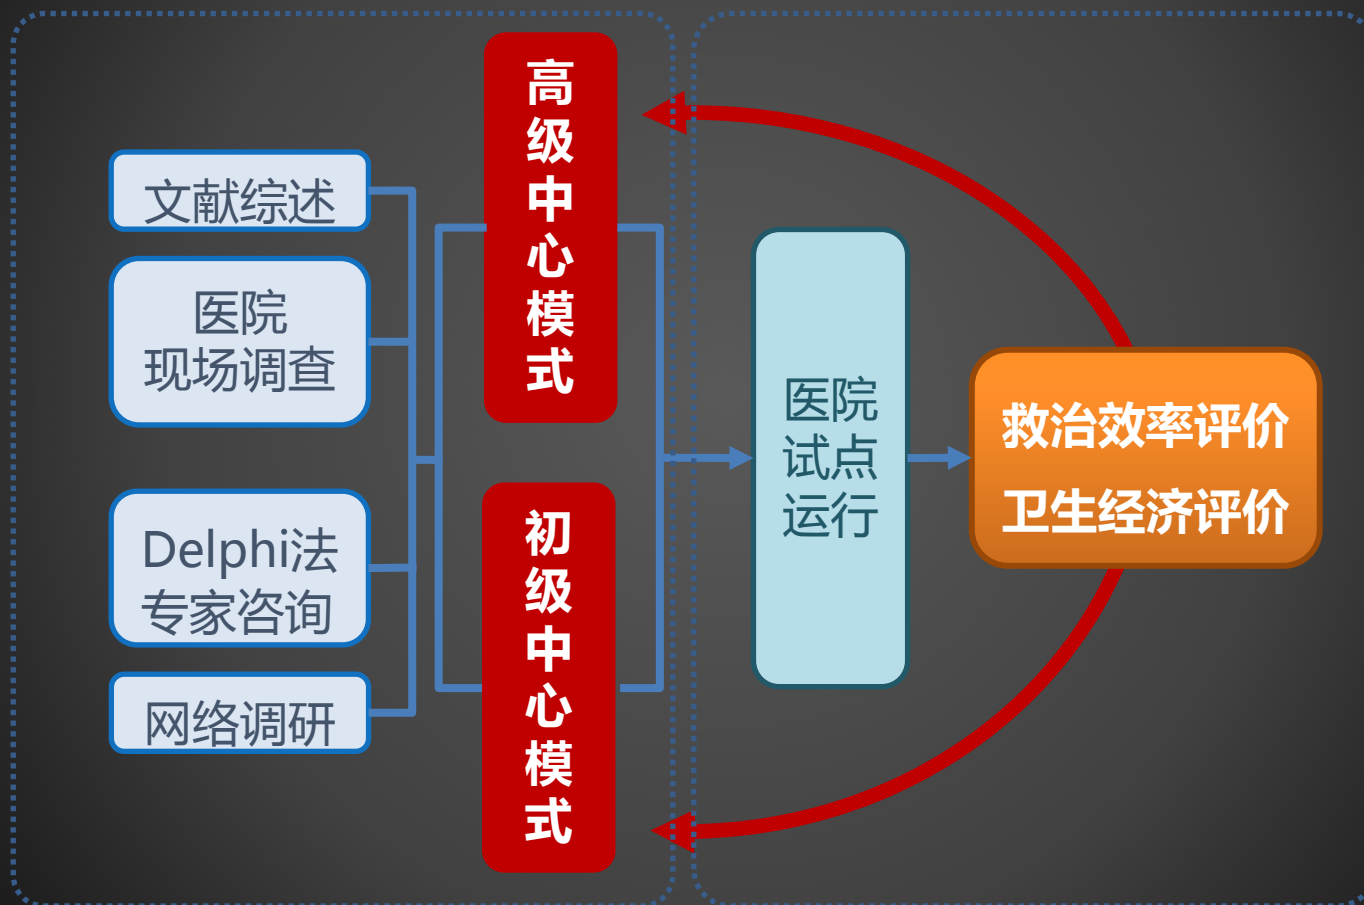 文献综述
医院
现场调查
Delphi法
专家咨询
网络调研
高级中心模式
初级中心模式
医院
试点
运行
救治效率评价
卫生经济评价